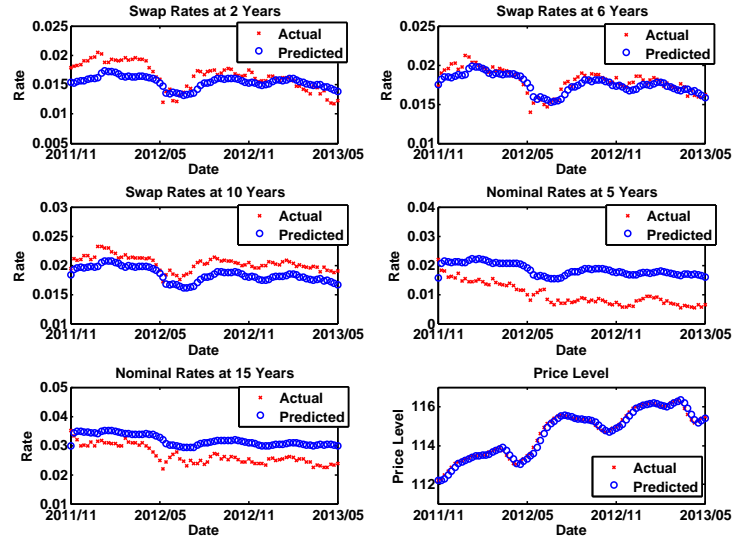 Swap Rates at 2 Years
0.025
0.02
0.015
0.01
0.005
Rate
2011/11 2012/05 2012/11 2013/05
Date
Actual
Predicted
Swap Rates at 6 Years
0.025
0.02
0.015
0.01
Rate
2011/11 2012/05 2012/11 2013/05
Date
Actual
Predicted
Swap Rates at 10 Years
0.03
0.025
0.02
0.015
0.01
Rate
2011/11 2012/05 2012/11 2013/05
Date
Actual
Predicted
Nominal Rates at 5 Years
0.04
0.03
0.02
0.01
0
Rate
2011/11 2012/05 2012/11 2013/05
Date
Actual
Predicted
Nominal Rates at 15 Years
0.05
0.04
0.03
0.02
0.01
Rate
2011/11 2012/05 2012/11 2013/05
Date
Actual
Predicted
Price Level
116
114
112
Price Level
2011/11 2012/05 2012/11 2013/05
Date
Actual
Predicted